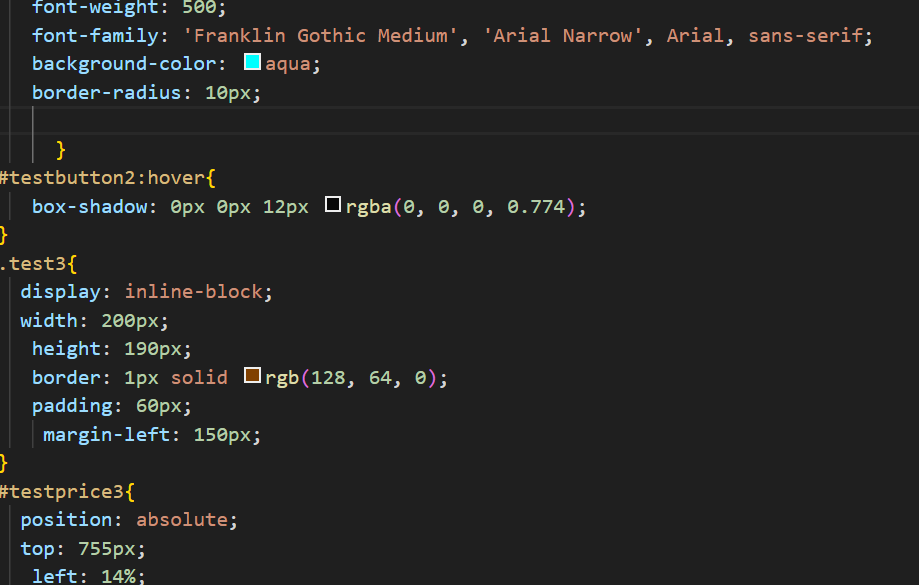 font-weight: 500;
font-family: 'Franklin Gothic Medium', 'Arial Narrow', Arial, sans-serif;
background-color: aqua;
border-radius: 10px;
}
#testbutton2:hover{
box-shadow: 0px 0px 12px rgba(0, 0, 0, 0.774);
}
.test3{
display: inline-block;
width: 200px;
height: 190px;
border: 1px solid rgb(128, 64, 0);
padding: 60px;
margin-left: 150px;
}
#testprice3{
position: absolute;
top: 755px;
left: 14%;